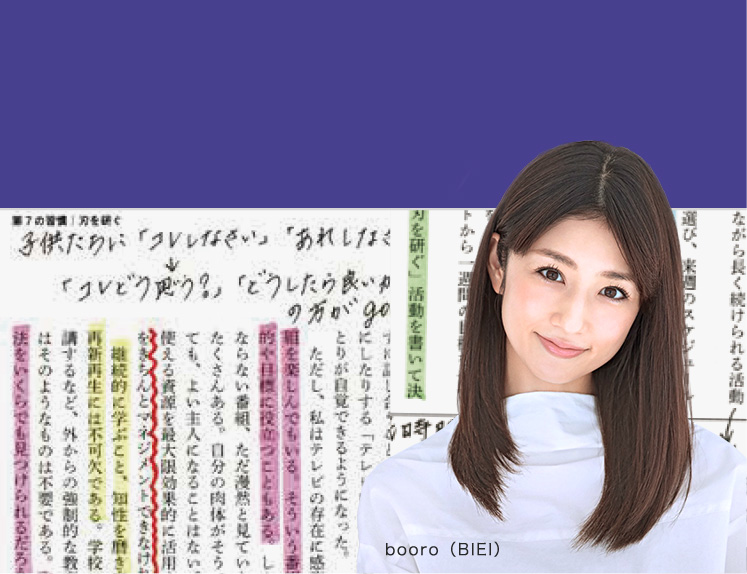 第7の習慣｜刃を研ぐ
子供たちに「コレしなさい」「あれしなさ
↓
「コレどう思う?」「どうしたら良いか
の方がgo
刃を研ぐ」活動を書いて決
選び、来週のスケジュー
ながら長く続けられる活動
にしたりする「テレ
とりが自覚できるようになった。
ただし、私はテレビの存在に感
組を楽しんでもいる。そういう番
的や目標に役立つこともある。し
ならない番組、ただ漫然と見てい
たくさんある。自分の肉体がそう
ても、よい主人になることはない
使える資源を最大限効果的に活用
をきちんとマネジメントできなけれ
継続的に学ぶこと、知性を磨き
再新再生には不可欠である。学校
講するなど、外からの強制的な教
はそのようなものは不要である。
法をいくらでも見つけられるだろ
booro（BIEI）